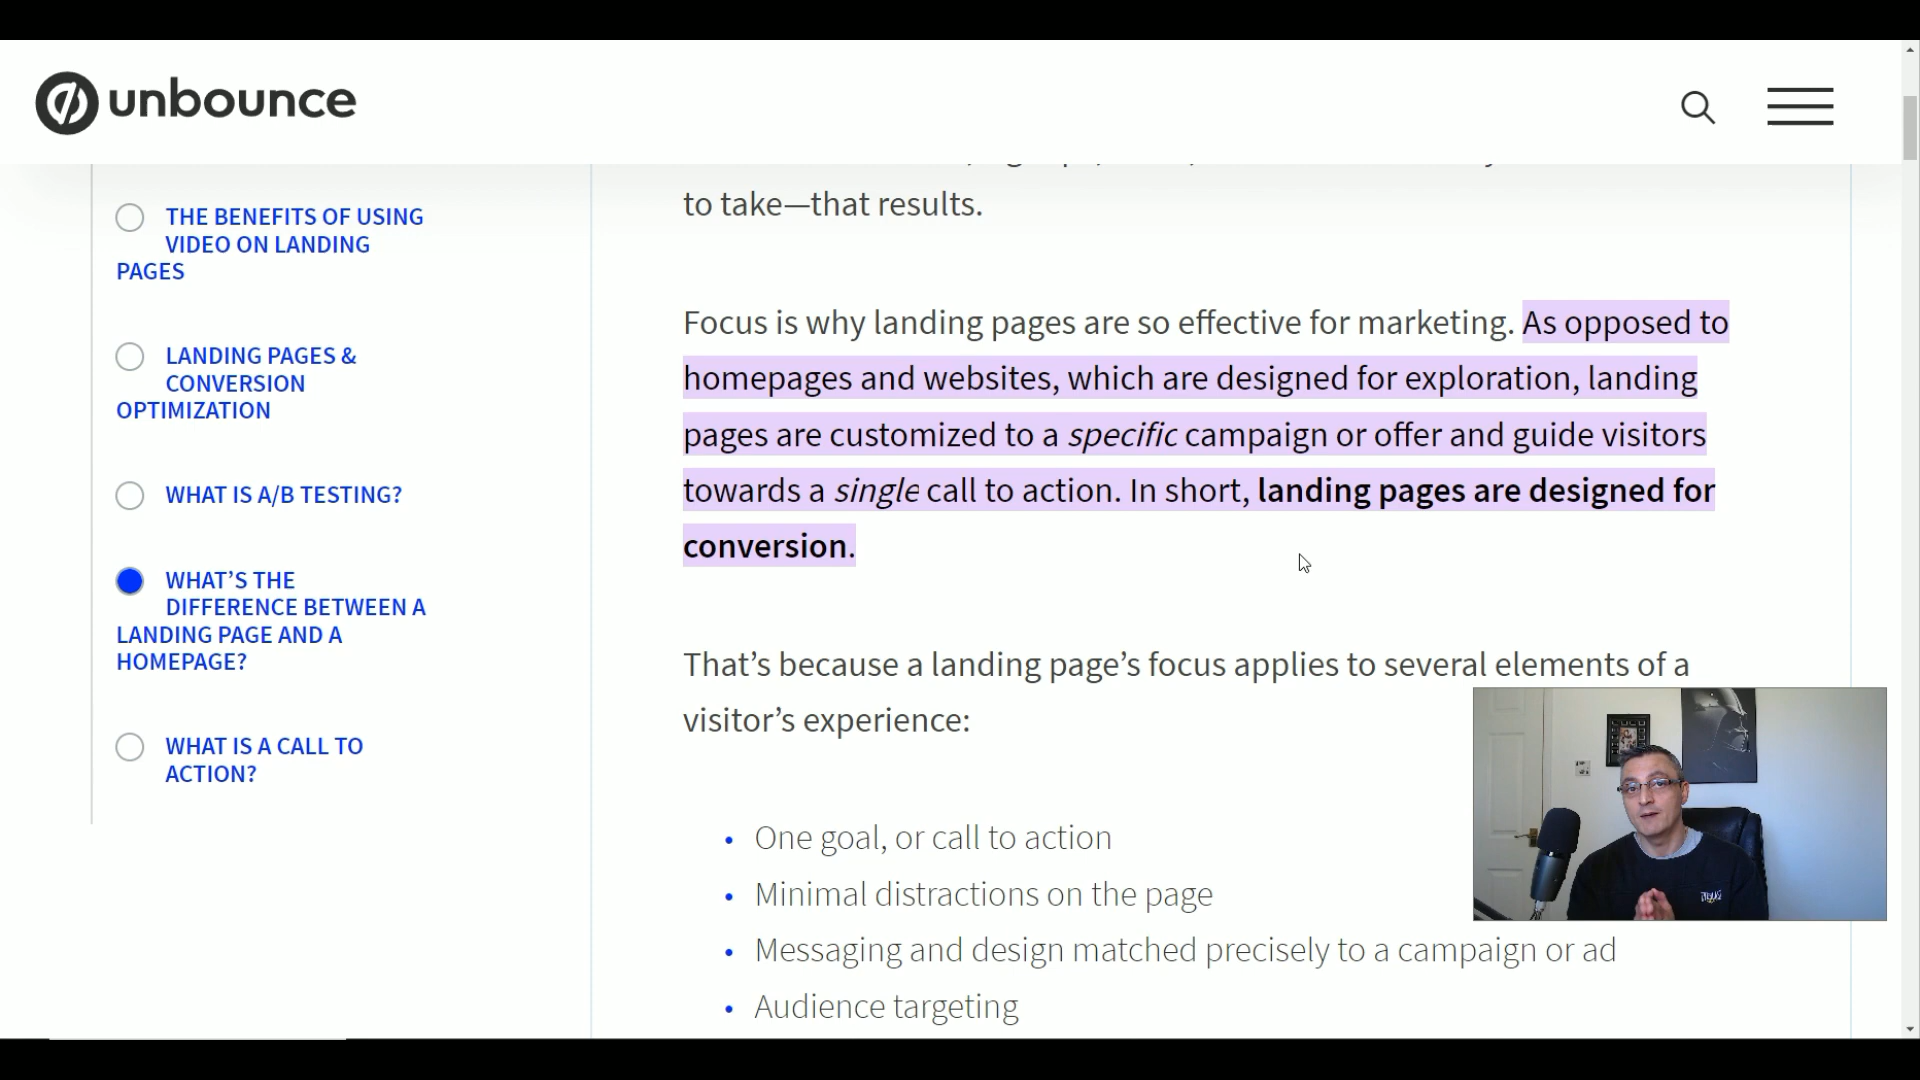 unbounce
THE BENEFITS OF USING
VIDEO ON LANDING
PAGES
LANDING PAGES &
CONVERSION
OPTIMIZATION
WHAT IS A/B TESTING?
WHAT’S THE
DIFFERENCE BETWEEN A
LANDING PAGE AND A
HOMEPAGE?
WHAT IS A CALL TO
ACTION?
to take—that results.
Focus is why landing pages are so effective for marketing. As opposed to
homepages and websites, which are designed for exploration, landing
pages are customized to a specific campaign or offer and guide visitors
towards a single call to action. In short, landing pages are designed for
conversion.
That’s because a landing page’s focus applies to several elements of a
visitor’s experience:
• One goal, or call to action
• Minimal distractions on the page
• Messaging and design matched precisely to a campaign or ad
• Audience targeting